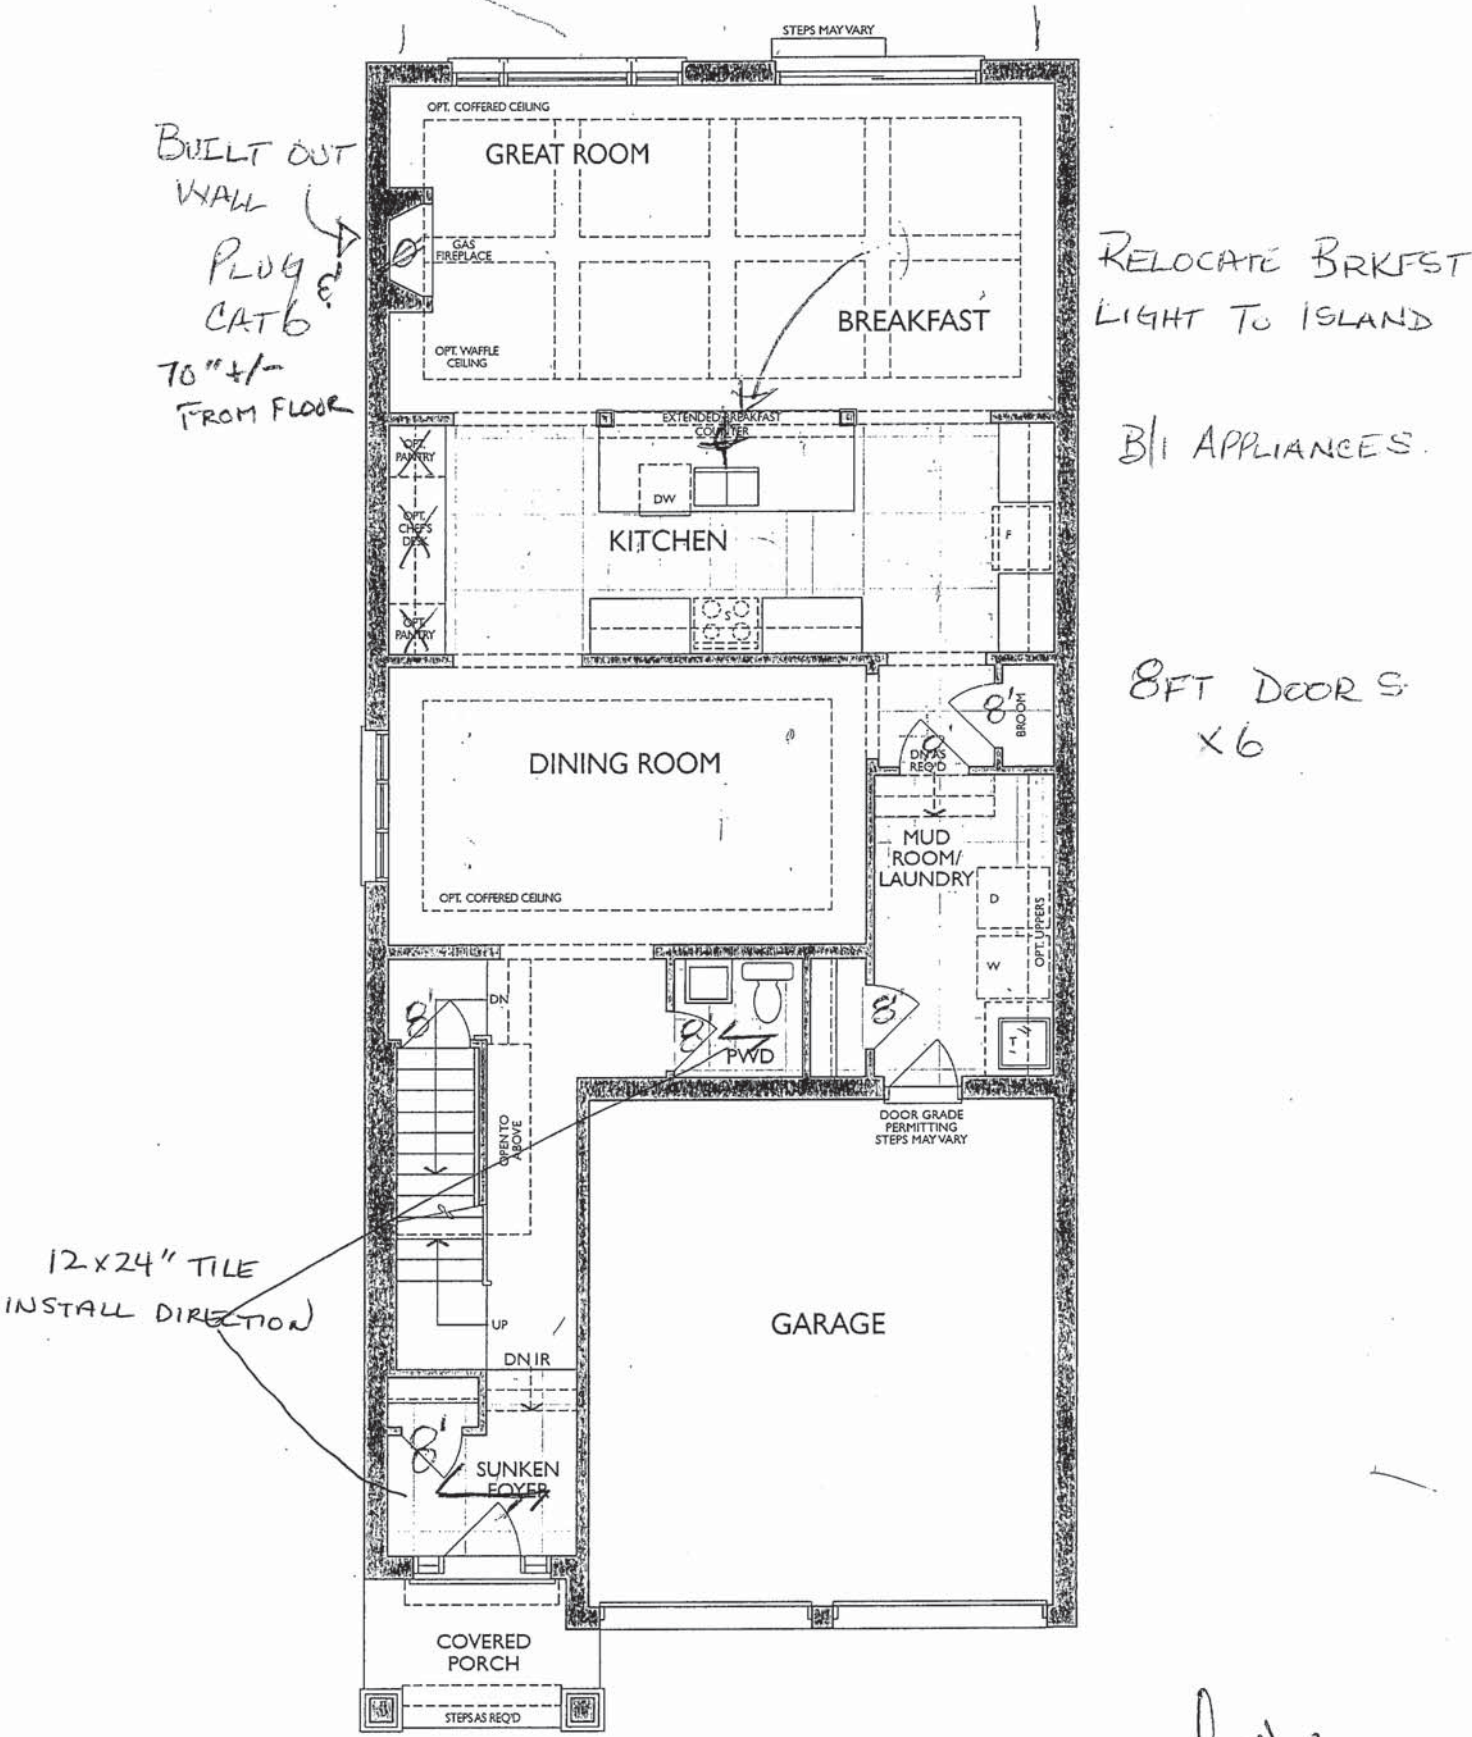 STEPS MAY VARY
OPT. COFFERED CEILING
GREAT ROOM
BUILT OUT
WALL
PLUG &
CAT6
70" +/-
FROM FLOOR
GAS
FIREPLACE
OPT. WAFFLE
CEILING
BREAKFAST
RELOCATE BRKFST
LIGHT TO ISLAND
EXTENDED BREAKFAST
COUNTER
B/I APPLIANCES
OPT.
PANTRY
OPT.
CHEF'S
DESK
OPT.
PANTRY
DW
KITCHEN
F
S
8FT DOORS
x6
8'
BROOM
DN AS
REQ'D
DINING ROOM
OPT. COFFERED CEILING
MUD
ROOM/
LAUNDRY
D
W
OPT. UPPERS
T
8'
DN
8'
8'
PWD
DOOR GRADE
PERMITTING
STEPS MAY VARY
OPEN TO
ABOVE
12x24" TILE
INSTALL DIRECTION
UP
DN 1R
GARAGE
8'
SUNKEN
FOYER
COVERED
PORCH
STEPS AS REQ'D